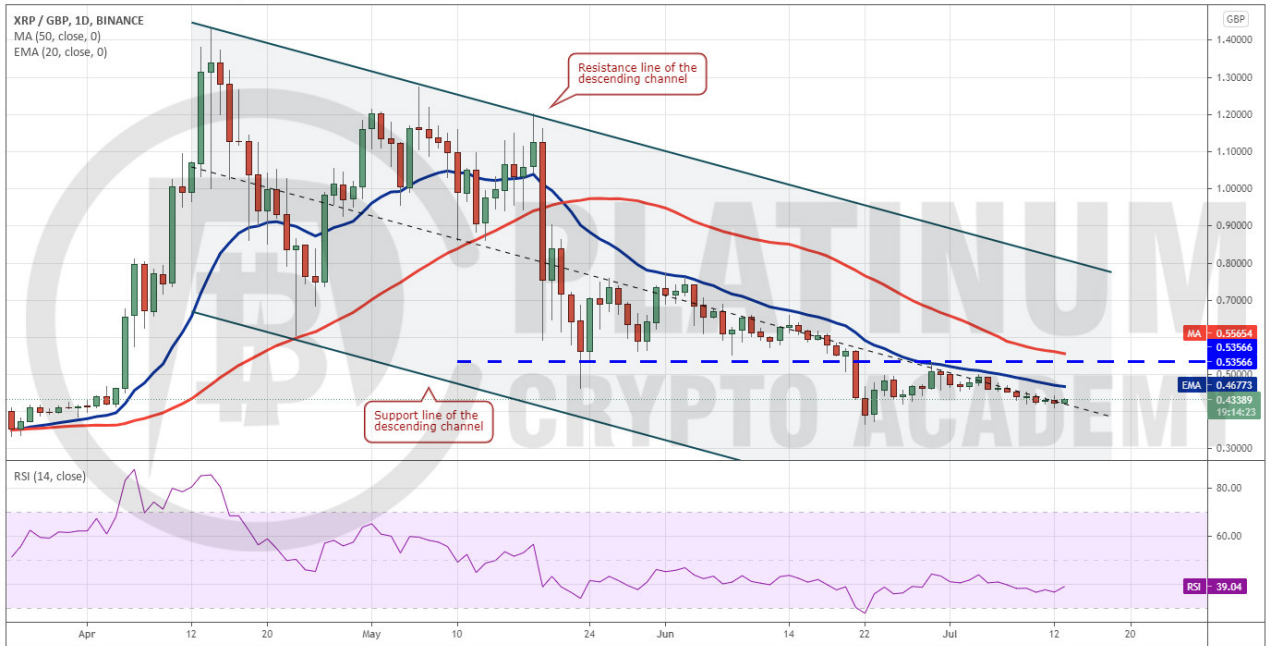 XRP / GBP, 1D, BINANCE
MA (50, close, 0)
EMA (20, close, 0)
GBP
1.40000
1.30000
1.20000
1.10000
1.00000
0.90000
0.80000
0.70000
MA 0.55654
0.53566
0.53566
0.50000
EMA 0.46773
0.43389
19:14:23
0.30000
Resistance line of the
descending channel
Support line of the
descending channel
PLATINUM
CRYPTO ACADEMY
RSI (14, close)
80.00
60.00
RSI 39.04
Apr 12 20 May 10 24 Jun 14 22 Jul 12 20